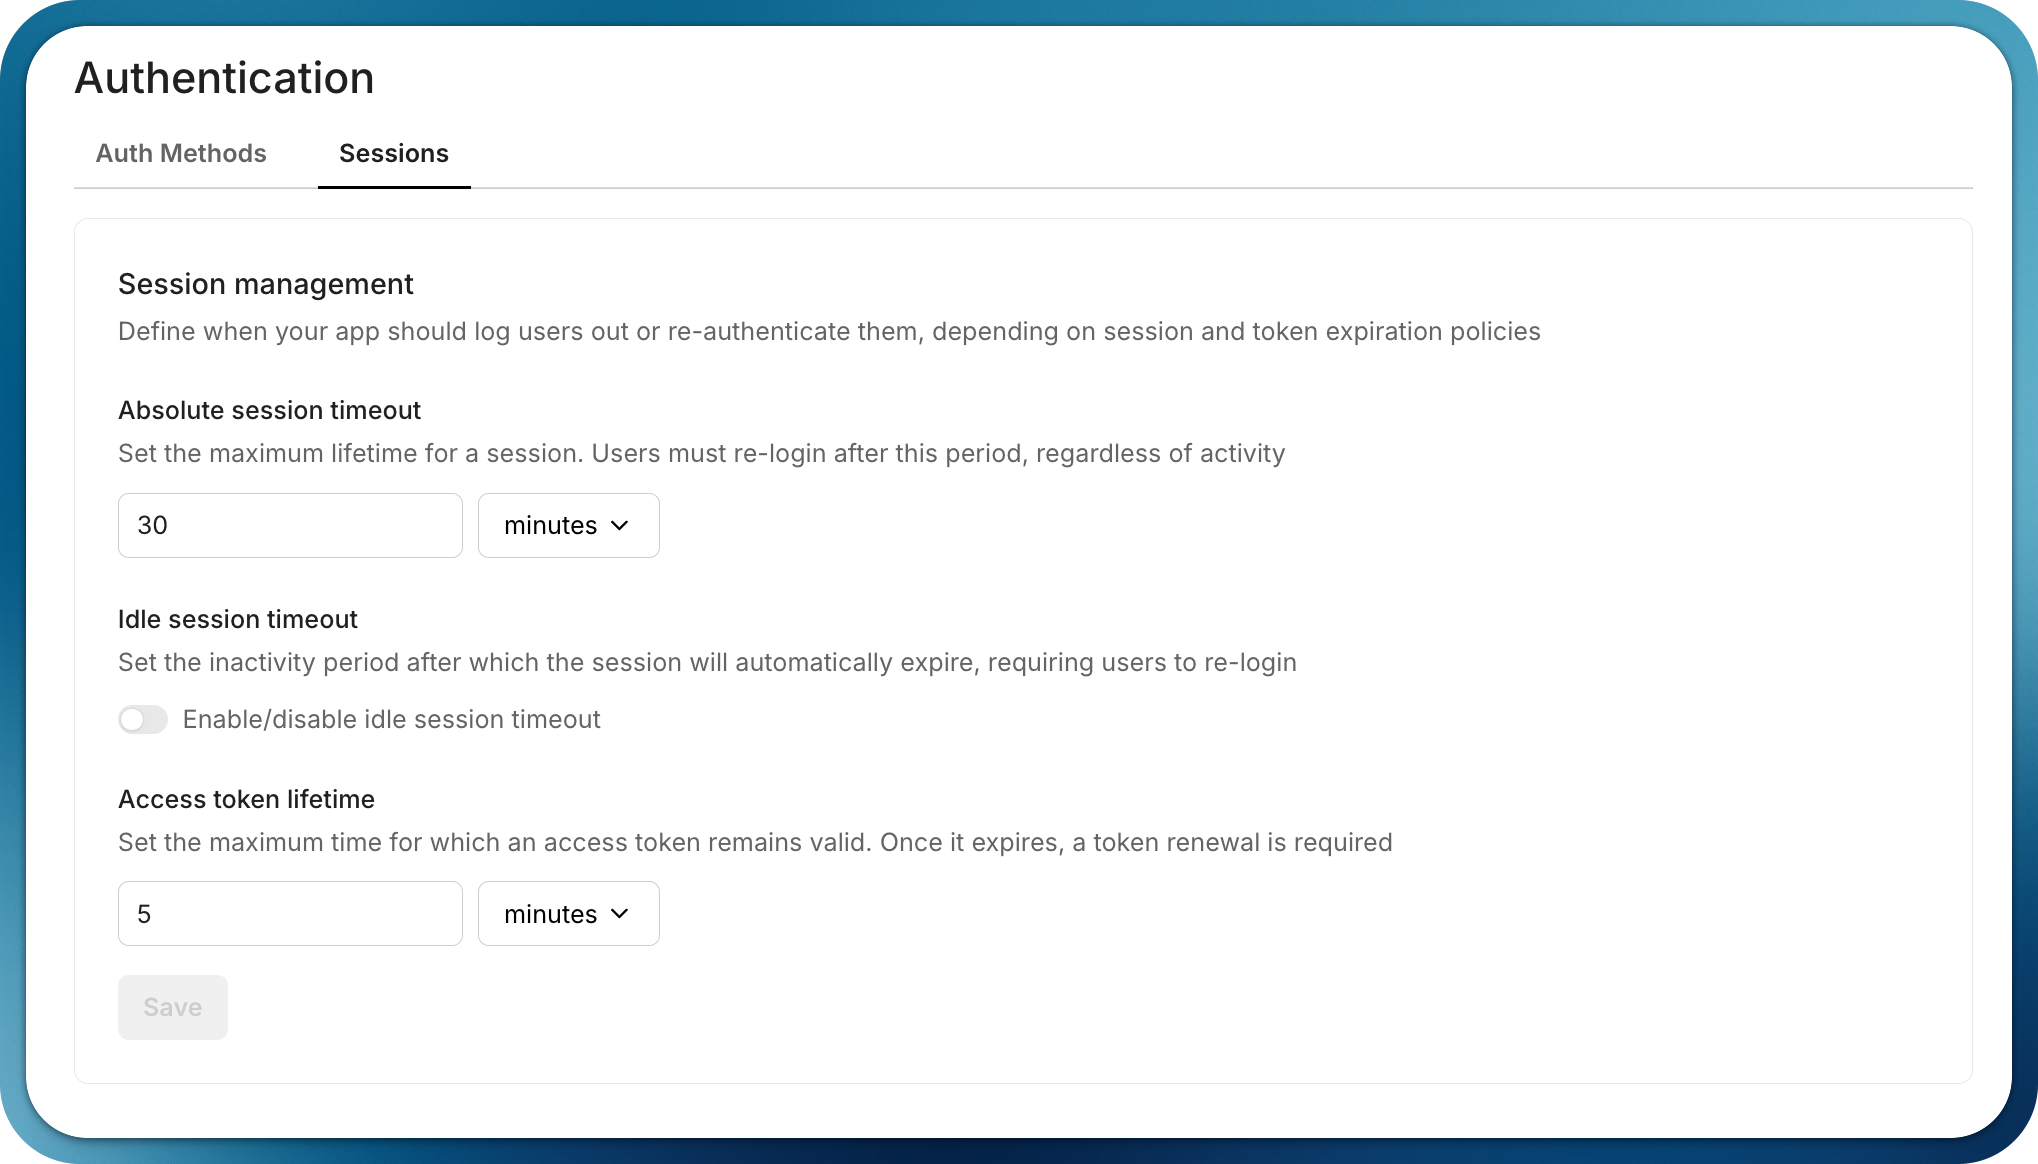 Authentication
Auth Methods
Sessions
Session management
Define when your app should log users out or re-authenticate them, depending on session and token expiration policies
Absolute session timeout
Set the maximum lifetime for a session. Users must re-login after this period, regardless of activity
30
minutes
Idle session timeout
Set the inactivity period after which the session will automatically expire, requiring users to re-login
Enable/disable idle session timeout
Access token lifetime
Set the maximum time for which an access token remains valid. Once it expires, a token renewal is required
5
minutes
Save